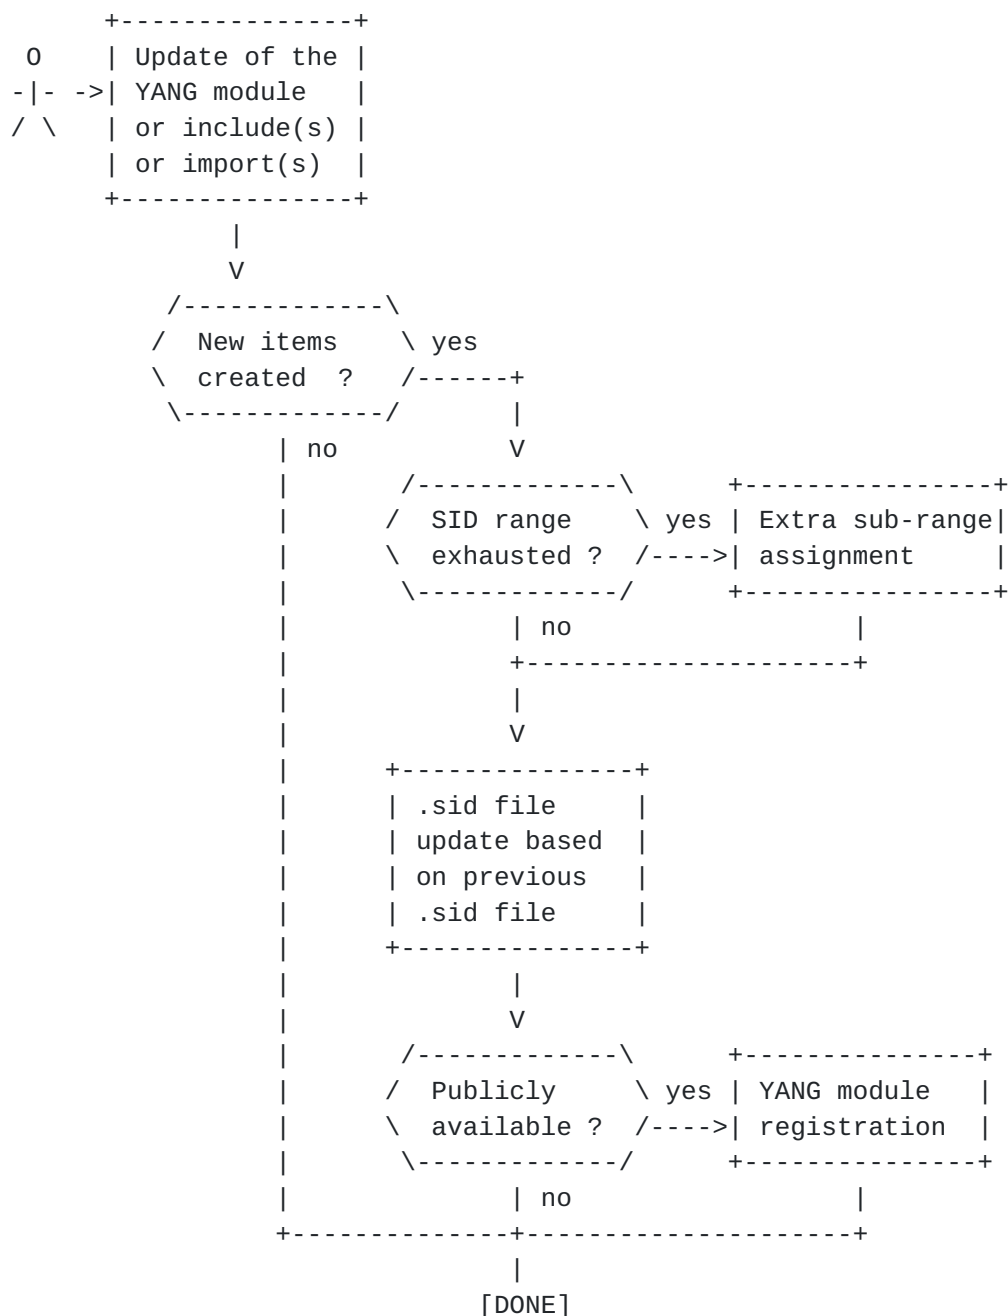 Update of the
YANG module
or include(s)
or import(s)
New items
yes
created ?
no
SID range
yes
Extra sub-range
exhausted ?
assignment
no
.sid file
update based
on previous
.sid file
Publicly
yes
YANG module
available ?
registration
no
[DONE]